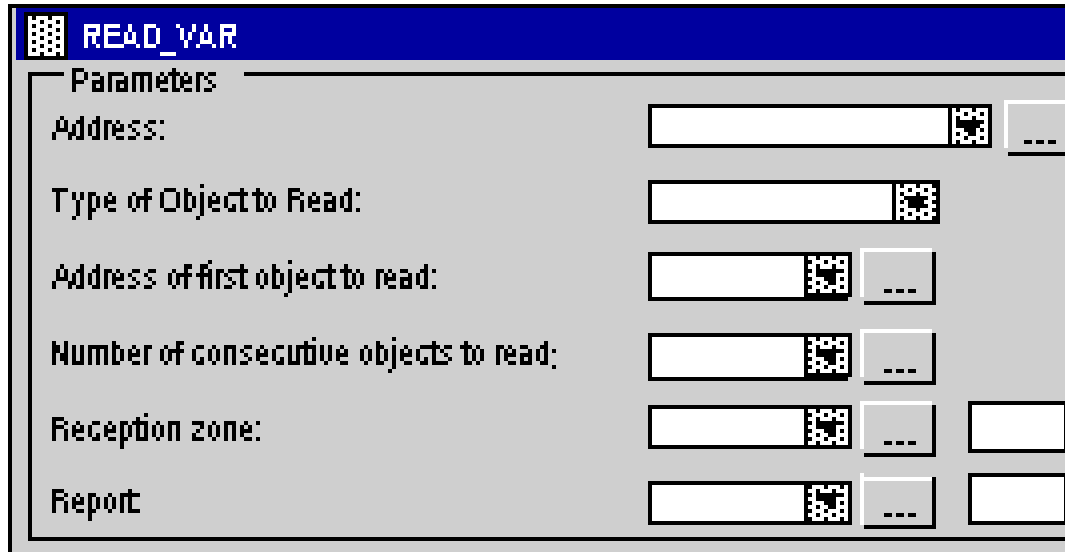 READ_VAR
Parameters
Address:
...
Type of Object to Read:
Address of first object to read:
...
Number of consecutive objects to read:
...
Reception zone:
...
Report
...